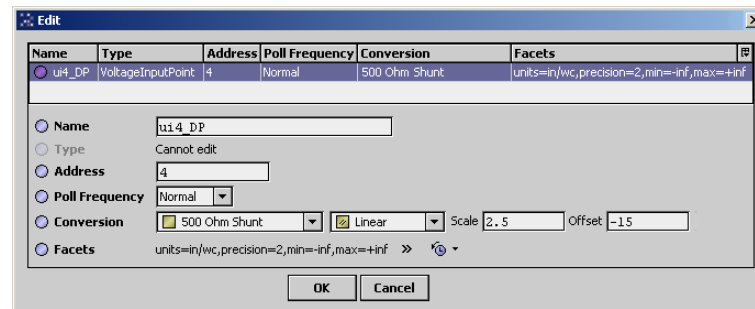 Edit
Name Type Address Poll Frequency Conversion Facets
ui4_DP VoltageInputPoint 4 Normal 500 Ohm Shunt units=in/wc,precision=2,min=-inf,max=+inf
Name ui4_DP
Type Cannot edit
Address 4
Poll Frequency Normal
Conversion 500 Ohm Shunt Linear Scale 2.5 Offset -15
Facets units=in/wc,precision=2,min=-inf,max=+inf »
OK Cancel